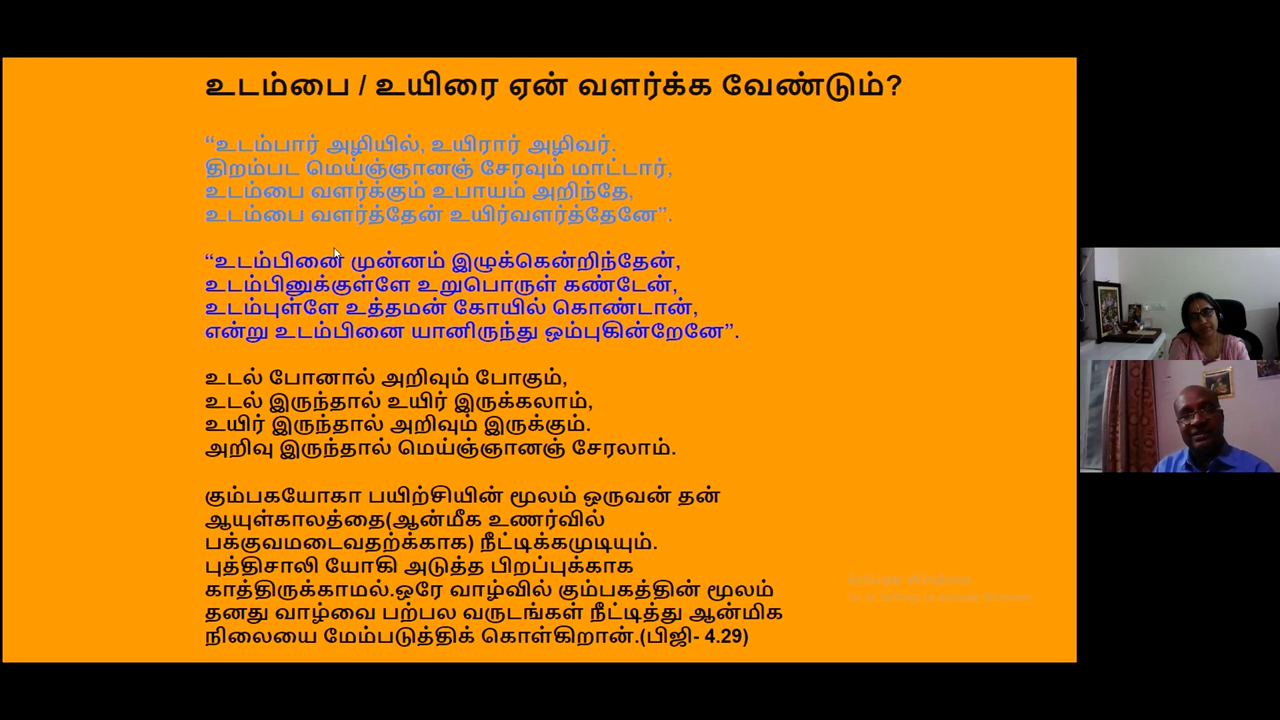 உடம்பை / உயிரை ஏன் வளர்க்க வேண்டும்?
“உடம்பார் அழியில், உயிரார் அழிவர்.
திறம்பட மெய்ஞ்ஞானஞ் சேரவும் மாட்டார்,
உடம்பை வளர்க்கும் உபாயம் அறிந்தே,
உடம்பை வளர்த்தேன் உயிர்வளர்த்தேனே”.
“உடம்பினை முன்னம் இழுக்கென்றிந்தேன்,
உடம்பினுக்குள்ளே உறுபொருள் கண்டேன்,
உடம்புள்ளே உத்தமன் கோயில் கொண்டான்,
என்று உடம்பினை யானிருந்து ஒம்புகின்றேனே”.
உடல் போனால் அறிவும் போகும்,
உடல் இருந்தால் உயிர் இருக்கலாம்,
உயிர் இருந்தால் அறிவும் இருக்கும்.
அறிவு இருந்தால் மெய்ஞ்ஞானஞ் சேரலாம்.
கும்பகயோகா பயிற்சியின் மூலம் ஒருவன் தன்
ஆயுள்காலத்தை(ஆன்மீக உணர்வில்
பக்குவமடைவதற்க்காக) நீட்டிக்கமுடியும்.
புத்திசாலி யோகி அடுத்த பிறப்புக்காக
காத்திருக்காமல்.ஒரே வாழ்வில் கும்பகத்தின் மூலம்
தனது வாழ்வை பற்பல வருடங்கள் நீட்டித்து ஆன்மிக
நிலையை மேம்படுத்திக் கொள்கிறான்.(பிஜி- 4.29)